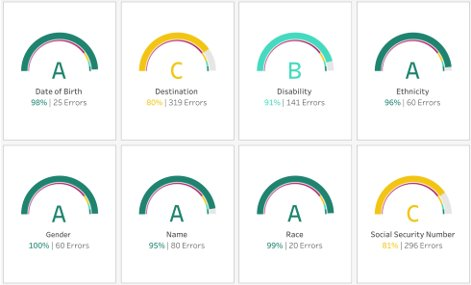 A
Date of Birth
98% | 25 Errors
C
Destination
80% | 319 Errors
B
Disability
91% | 141 Errors
A
Ethnicity
96% | 60 Errors
A
Gender
100% | 60 Errors
A
Name
95% | 80 Errors
A
Race
99% | 20 Errors
C
Social Security Number
81% | 296 Errors